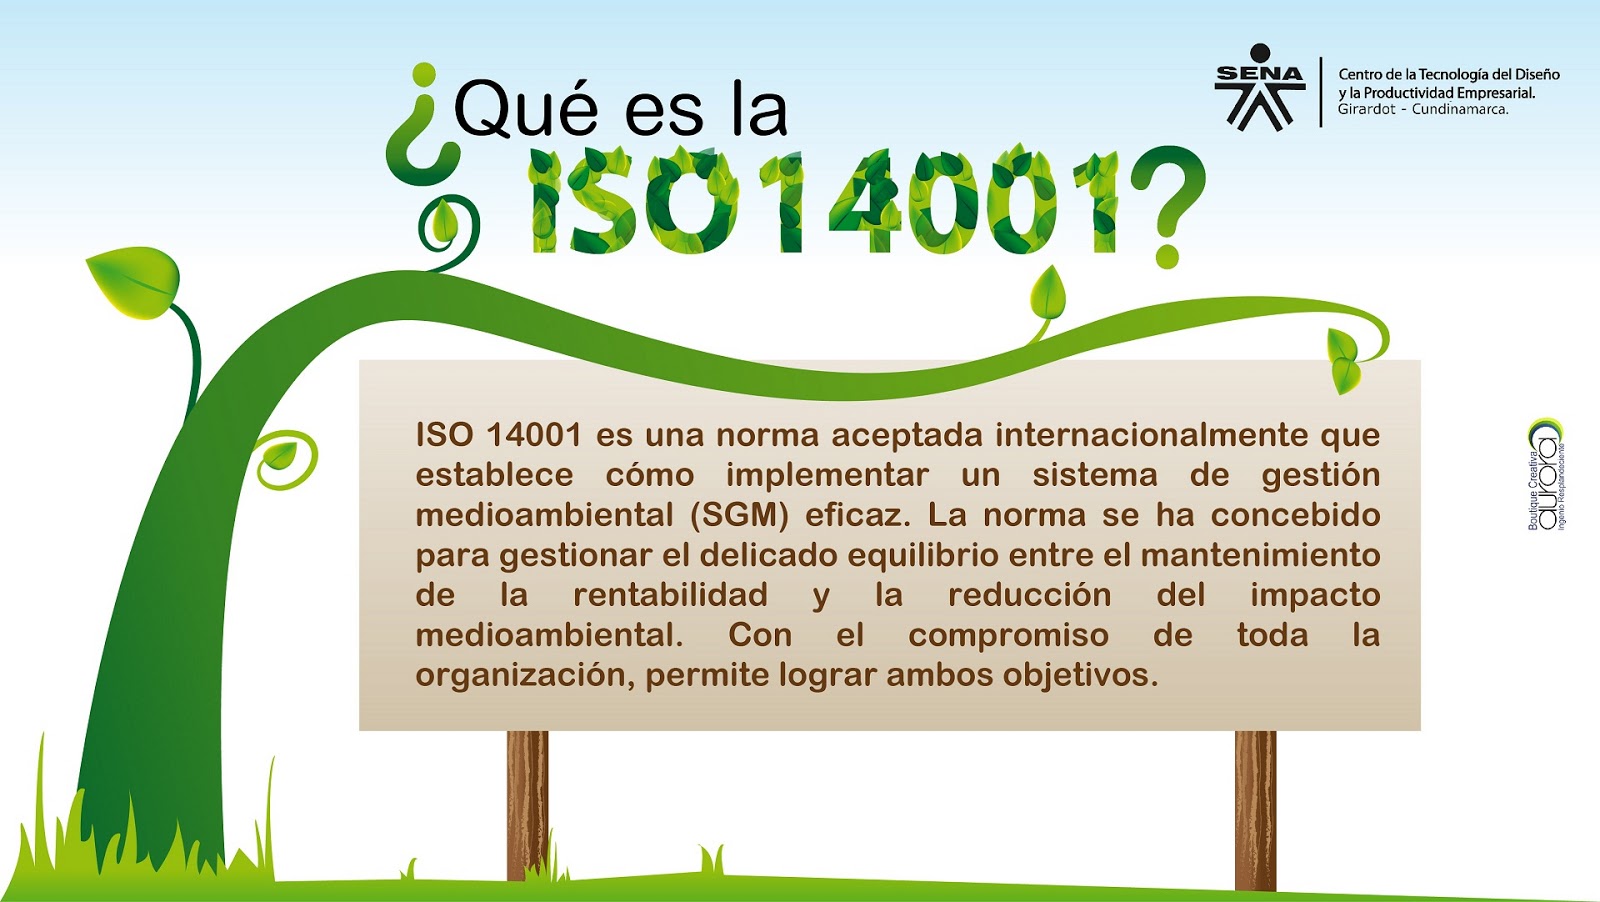 ¿Qué es la
ISO 14001?
SENA
Centro de la Tecnología del Diseño
y la Productividad Empresarial.
Girardot - Cundinamarca.
ISO 14001 es una norma aceptada internacionalmente que
establece cómo implementar un sistema de gestión
medioambiental (SGM) eficaz. La norma se ha concebido
para gestionar el delicado equilibrio entre el mantenimiento
de la rentabilidad y la reducción del impacto
medioambiental. Con el compromiso de toda la
organización, permite lograr ambos objetivos.
Boutique Creativa
aurora
Ingenio Resplandeciente